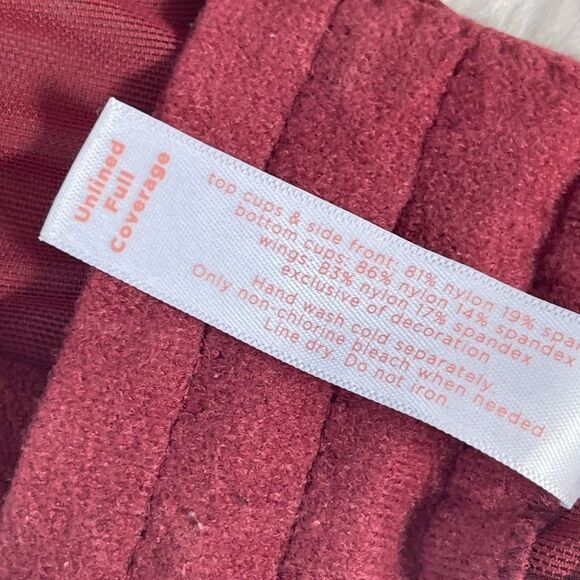 Unlined
Full
Coverage
top cups & side front: 81% nylon 19% span
bottom cups: 86% nylon 14% spandex
wings: 83% nylon 17% spandex
exclusive of decoration
Hand wash cold separately.
Only non-chlorine bleach when needed.
Line dry. Do not iron